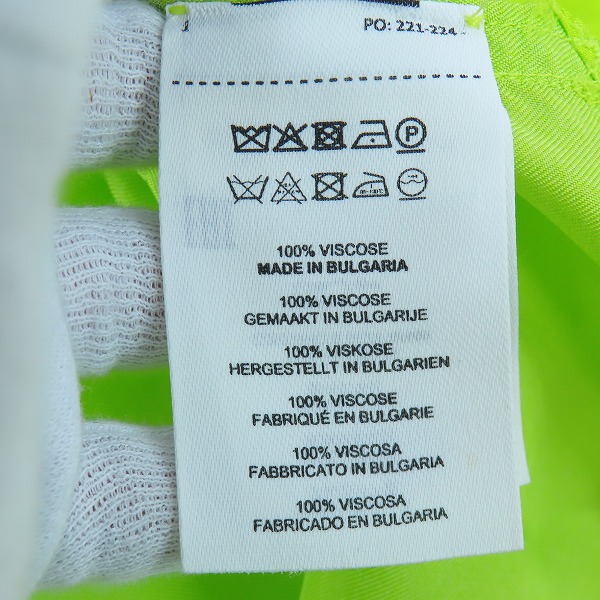 PO: 221-224
P
100% VISCOSE
MADE IN BULGARIA
100% VISCOSE
GEMAAKT IN BULGARIJE
100% VISKOSE
HERGESTELLT IN BULGARIEN
100% VISCOSE
FABRIQUÉ EN BULGARIE
100% VISCOSA
FABBRICATO IN BULGARIA
100% VISCOSA
FABRICADO EN BULGARIA